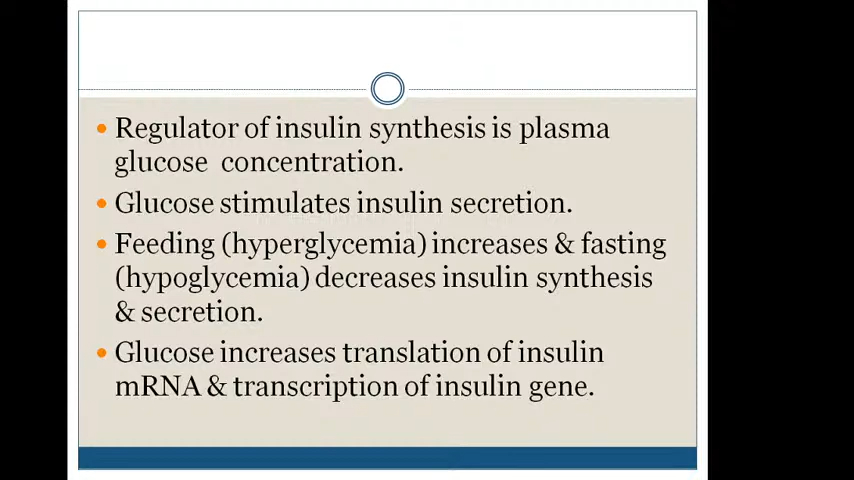 Regulator of insulin synthesis is plasma
glucose concentration.
Glucose stimulates insulin secretion.
Feeding (hyperglycemia) increases & fasting
(hypoglycemia) decreases insulin synthesis
& secretion.
Glucose increases translation of insulin
mRNA & transcription of insulin gene.